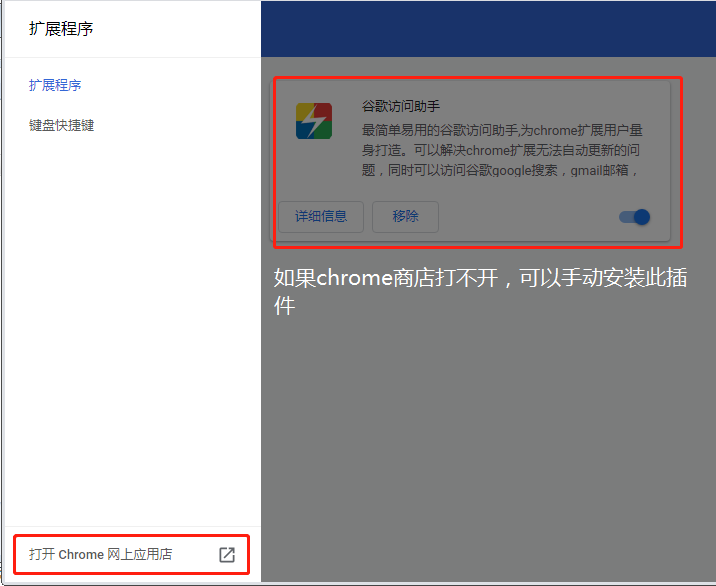 扩展程序
扩展程序
键盘快捷键
打开 Chrome 网上应用店
谷歌访问助手
最简单易用的谷歌访问助手,为chrome扩展用户量
身打造。可以解决chrome扩展无法自动更新的问
题，同时可以访问谷歌google搜索，gmail邮箱，
详细信息
移除
如果chrome商店打不开，可以手动安装此插
件